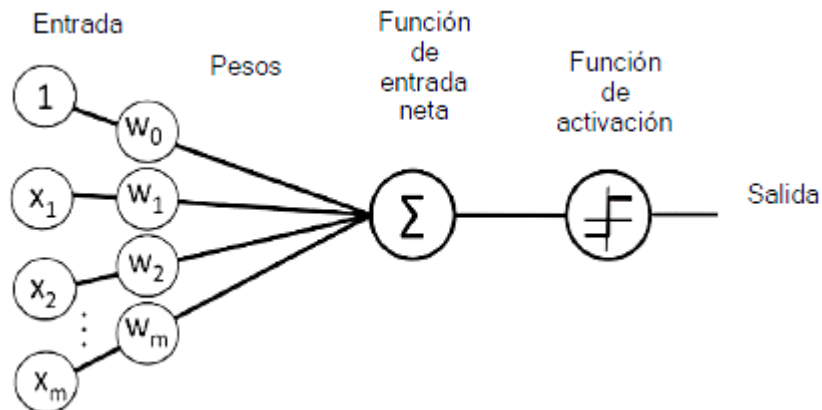 Entrada
Pesos
Función
de
entrada
neta
Función
de
activación
Salida
1
w0
x1
w1
x2
w2
⋮
xm
wm
Σ